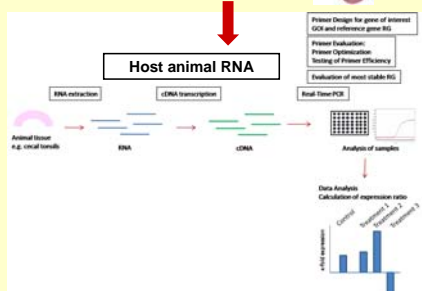 Primer Design for gene of interest
GOI and reference gene RG
Primer Evaluation:
Primer Optimization
Testing of Primer Efficiency
Evaluation of most stable RG
Host animal RNA
RNA extraction
cDNA transcription
Real-Time PCR
Animal tissue
e.g. cecal tonsils
RNA
cDNA
Analysis of samples
Data Analysis
Calculation of expression ratio
Control
Treatment 1
Treatment 2
Treatment 3
x-fold expression